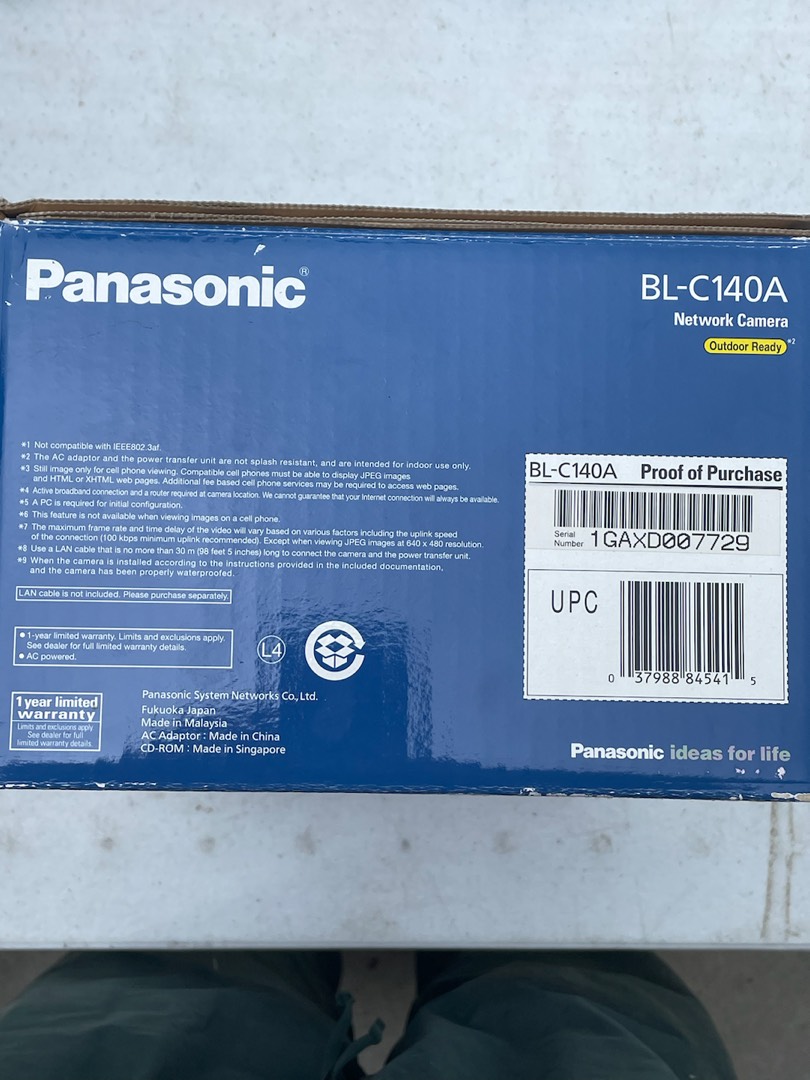 Panasonic®
BL-C140A
Network Camera
Outdoor Ready *2
*1 Not compatible with IEEE802.3af.
*2 The AC adaptor and the power transfer unit are not splash resistant, and are intended for indoor use only.
*3 Still image only for cell phone viewing. Compatible cell phones must be able to display JPEG images
and HTML or XHTML web pages. Additional fee based cell phone services may be required to access web pages.
*4 Active broadband connection and a router required at camera location. We cannot guarantee that your Internet connection will always be available.
*5 A PC is required for initial configuration.
*6 This feature is not available when viewing images on a cell phone.
*7 The maximum frame rate and time delay of the video will vary based on various factors including the uplink speed
of the connection (100 kbps minimum uplink recommended). Except when viewing JPEG images at 640 x 480 resolution.
*8 Use a LAN cable that is no more than 30 m (98 feet 5 inches) long to connect the camera and the power transfer unit.
*9 When the camera is installed according to the instructions provided in the included documentation,
and the camera has been properly waterproofed.
LAN cable is not included. Please purchase separately.
● 1-year limited warranty. Limits and exclusions apply.
See dealer for full limited warranty details.
● AC powered.
L4
1 year limited
warranty
Limits and exclusions apply
See dealer for full
limited warranty details.
Panasonic System Networks Co., Ltd.
Fukuoka Japan
Made in Malaysia
AC Adaptor : Made in China
CD-ROM : Made in Singapore
BL-C140A Proof of Purchase
Serial
Number 1GAXD007729
UPC
0 37988 84541 5
Panasonic ideas for life